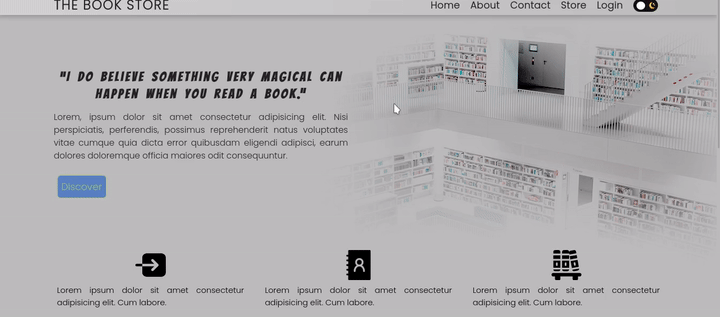 THE BOOK STORE
Home About Contact Store Login
"I DO BELIEVE SOMETHING VERY MAGICAL CAN
HAPPEN WHEN YOU READ A BOOK."
Lorem, ipsum dolor sit amet consectetur adipisicing elit. Nisi
perspiciatis, perferendis, possimus reprehenderit natus voluptates
vitae cumque quia dicta error quibusdam eligendi adipisci, earum
dolores doloremque officia maiores odit consequuntur.
Discover
Lorem ipsum dolor sit amet consectetur
adipisicing elit. Cum labore.
Lorem ipsum dolor sit amet consectetur
adipisicing elit. Cum labore.
Lorem ipsum dolor sit amet consectetur
adipisicing elit. Cum labore.